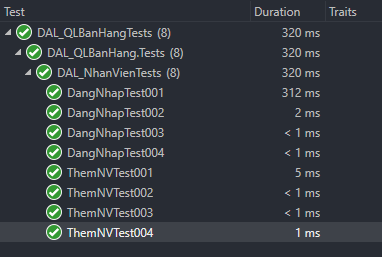 Test Duration Traits
DAL_QLBanHangTests (8) 320 ms
DAL_QLBanHang.Tests (8) 320 ms
DAL_NhanVienTests (8) 320 ms
DangNhapTest001 312 ms
DangNhapTest002 2 ms
DangNhapTest003 < 1 ms
DangNhapTest004 < 1 ms
ThemNVTest001 5 ms
ThemNVTest002 < 1 ms
ThemNVTest003 < 1 ms
ThemNVTest004 1 ms